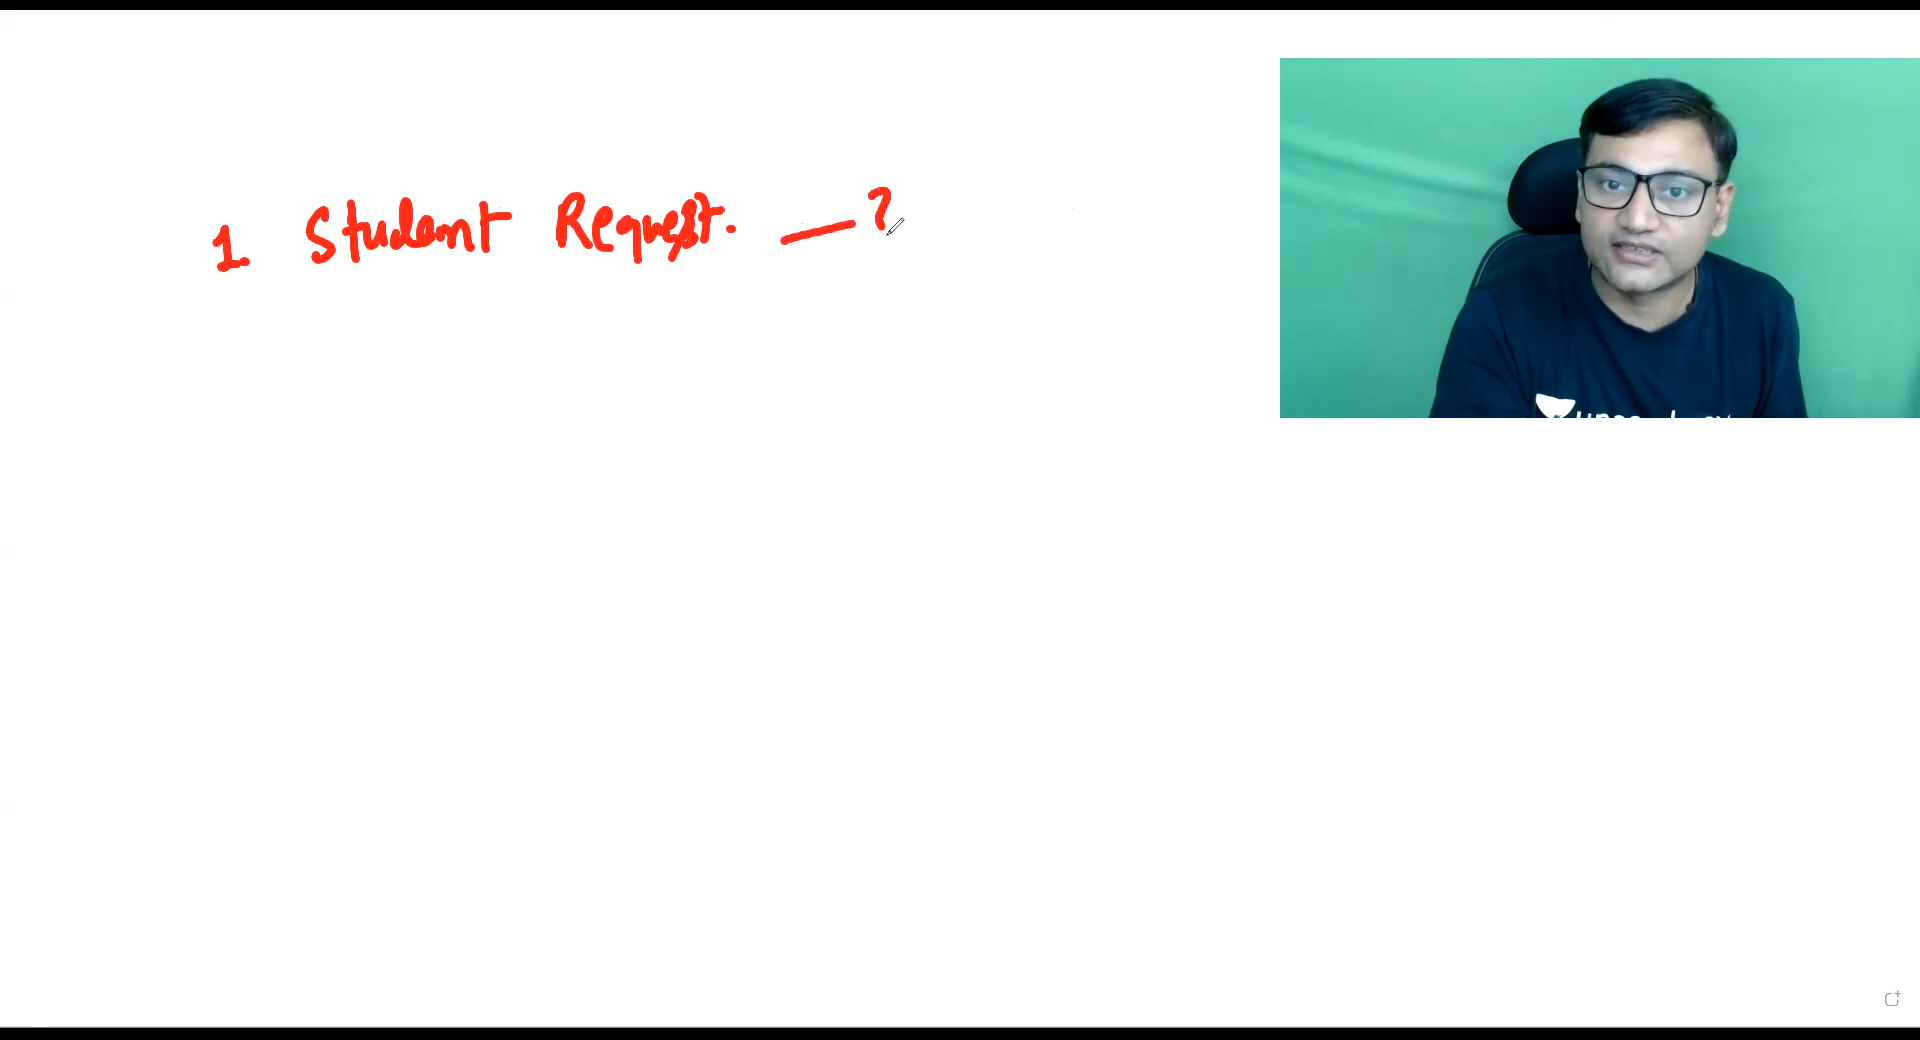 1. Student Request. — ?